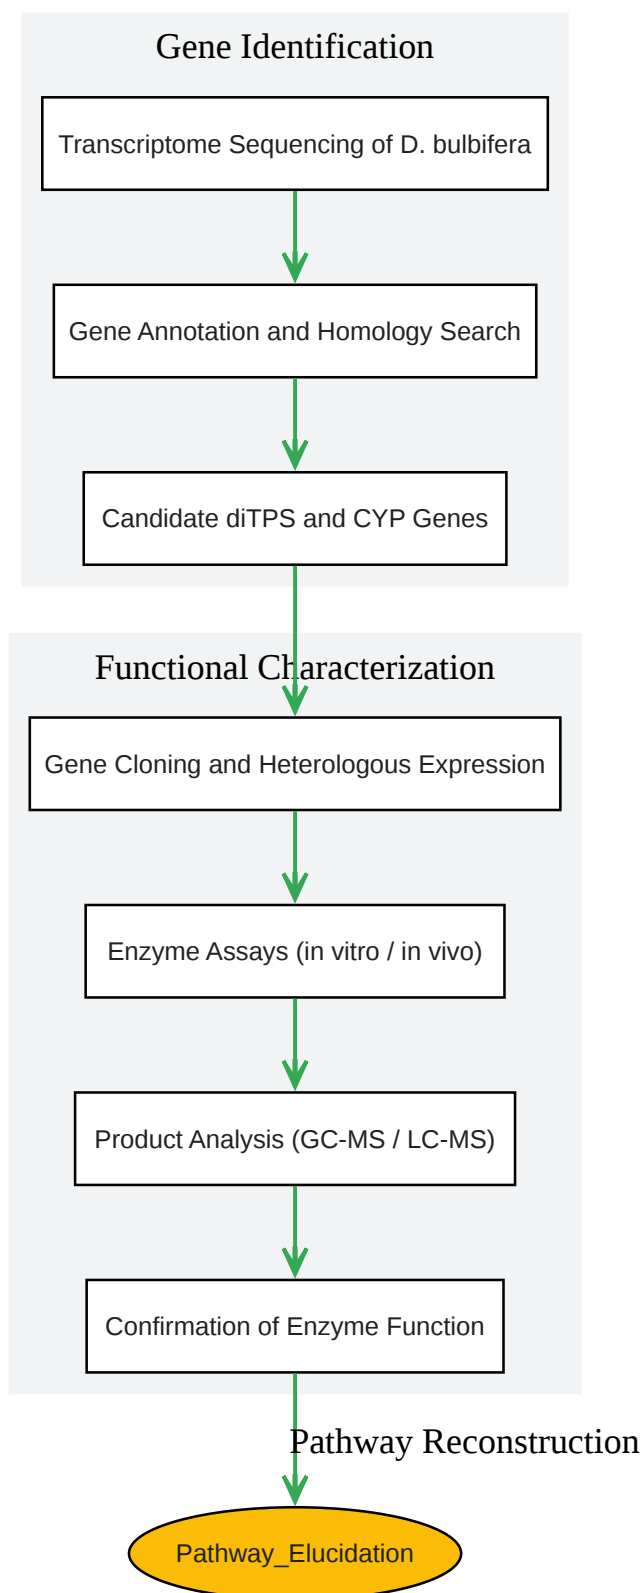 Gene Identification
Transcriptome Sequencing of D. bulbifera
Gene Annotation and Homology Search
Candidate diTPS and CYP Genes
Functional Characterization
Gene Cloning and Heterologous Expression
Enzyme Assays (in vitro / in vivo)
Product Analysis (GC-MS / LC-MS)
Confirmation of Enzyme Function
Pathway Reconstruction
Pathway_Elucidation